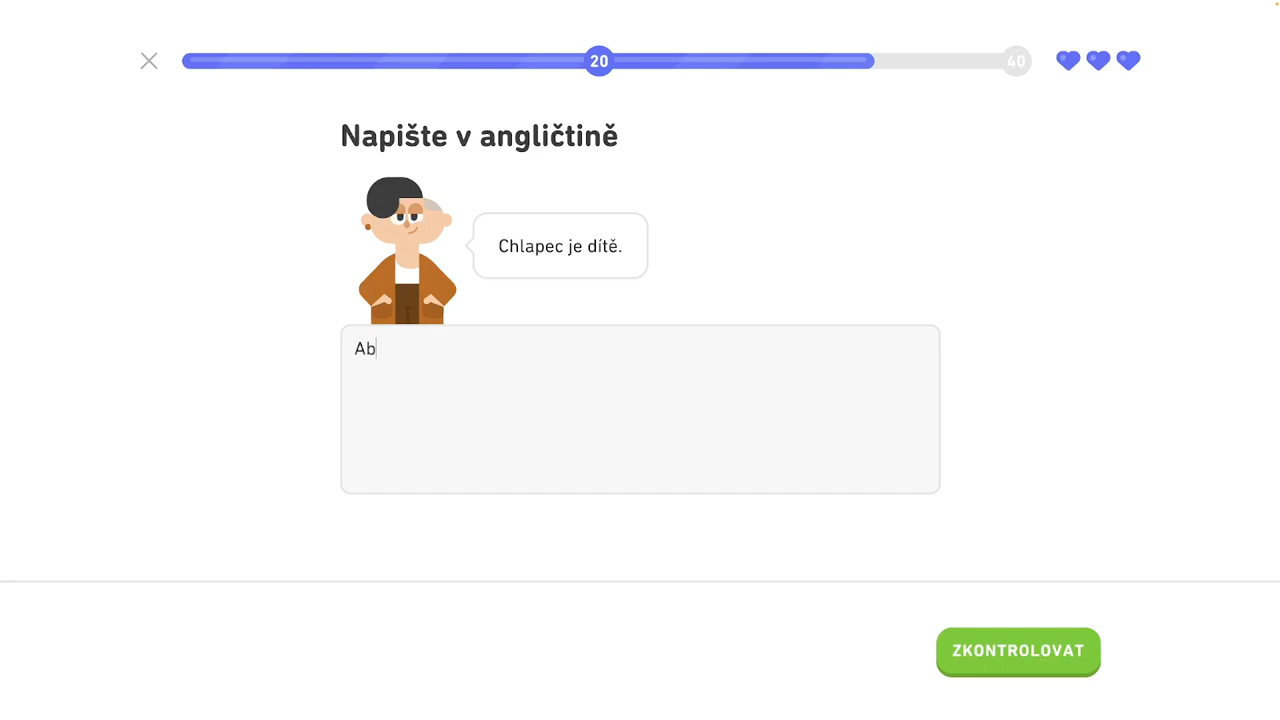 20
40
Napište v angličtině
Chlapec je dítě.
Ab
ZKONTROLOVAT